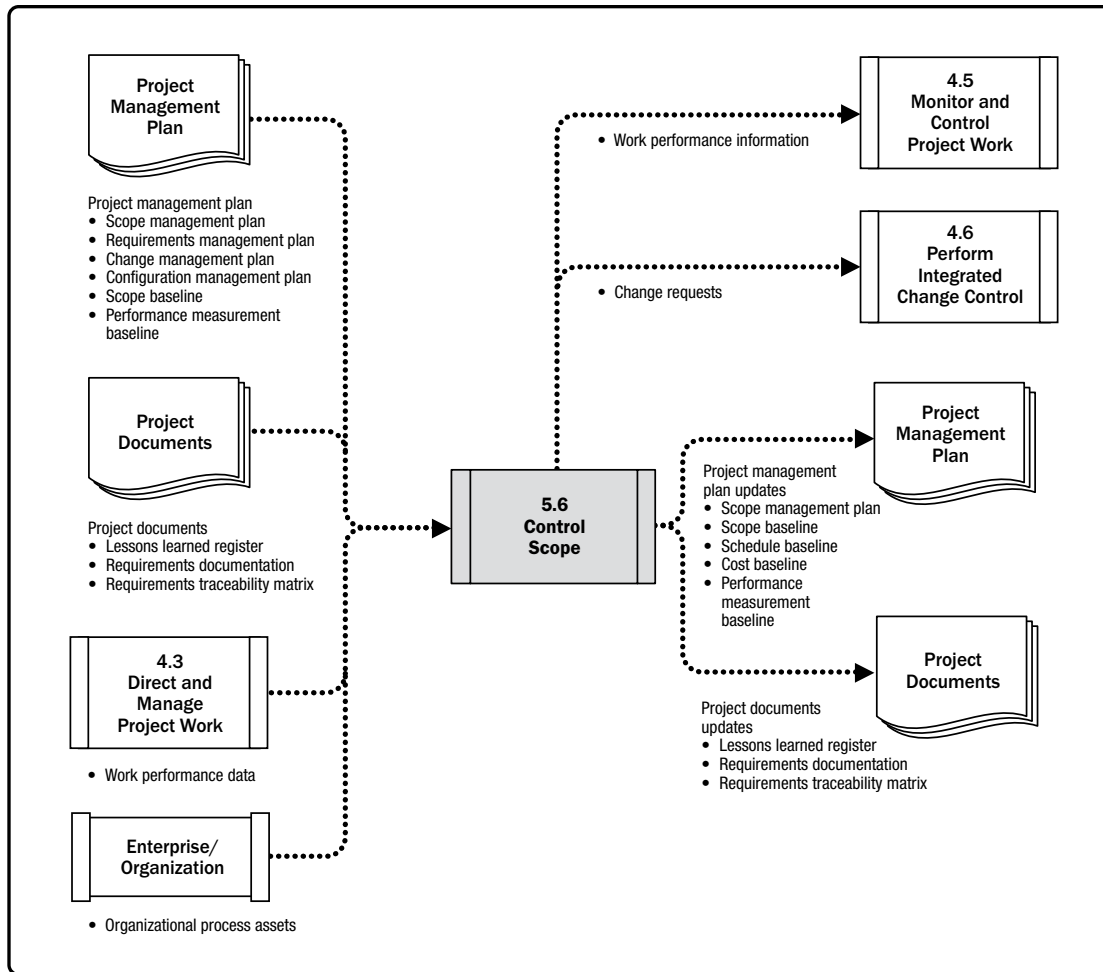 Project
Management
Plan
Project management plan
• Scope management plan
• Requirements management plan
• Change management plan
• Configuration management plan
• Scope baseline
• Performance measurement
baseline
Project
Documents
Project documents
• Lessons learned register
• Requirements documentation
• Requirements traceability matrix
4.3
Direct and
Manage
Project Work
• Work performance data
Enterprise/
Organization
• Organizational process assets
5.6
Control
Scope
• Work performance information
4.5
Monitor and
Control
Project Work
• Change requests
4.6
Perform
Integrated
Change Control
Project
Management
Plan
Project management
plan updates
• Scope management plan
• Scope baseline
• Schedule baseline
• Cost baseline
• Performance
measurement
baseline
Project
Documents
Project documents
updates
• Lessons learned register
• Requirements documentation
• Requirements traceability matrix